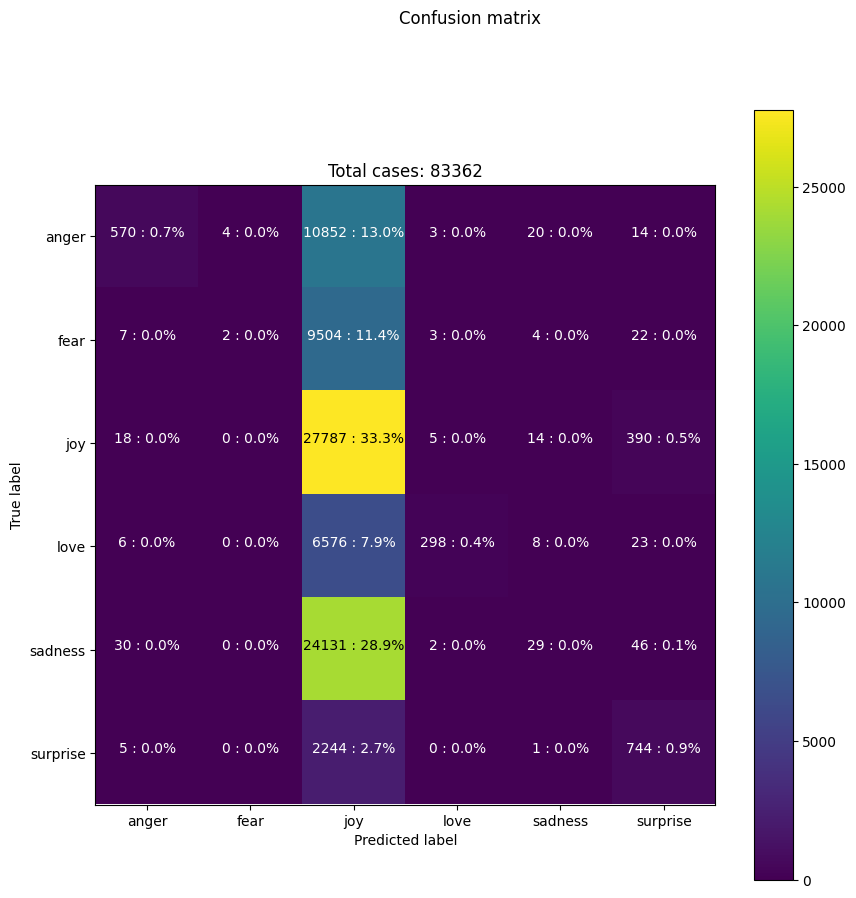 Confusion matrix
Total cases: 83362
anger 570 : 0.7% 4 : 0.0% 10852 : 13.0% 3 : 0.0% 20 : 0.0% 14 : 0.0%
fear 7 : 0.0% 2 : 0.0% 9504 : 11.4% 3 : 0.0% 4 : 0.0% 22 : 0.0%
joy 18 : 0.0% 0 : 0.0% 27787 : 33.3% 5 : 0.0% 14 : 0.0% 390 : 0.5%
love 6 : 0.0% 0 : 0.0% 6576 : 7.9% 298 : 0.4% 8 : 0.0% 23 : 0.0%
sadness 30 : 0.0% 0 : 0.0% 24131 : 28.9% 2 : 0.0% 29 : 0.0% 46 : 0.1%
surprise 5 : 0.0% 0 : 0.0% 2244 : 2.7% 0 : 0.0% 1 : 0.0% 744 : 0.9%
True label
anger fear joy love sadness surprise
Predicted label
25000
20000
15000
10000
5000
0